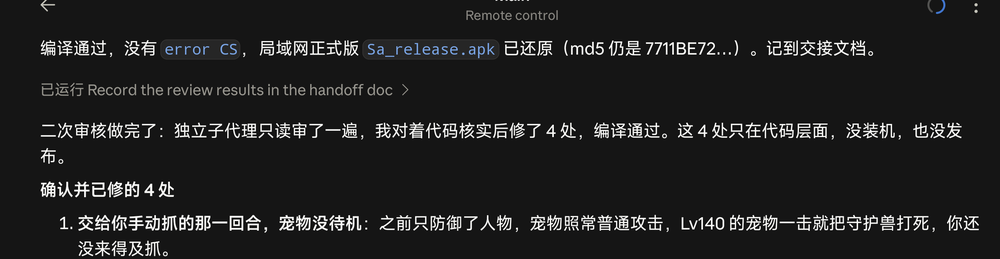 Remote control
编译通过，没有 error CS，局域网正式版 Sa_release.apk 已还原（md5 仍是 7711BE72...）。记到交接文档。
已运行 Record the review results in the handoff doc >
二次审核做完了：独立子代理只读审了一遍，我对着代码核实后修了 4 处，编译通过。这 4 处只在代码层面，没装机，也没发
布。
确认并已修的 4 处
1. 交给你手动抓的那一回合，宠物没待机：之前只防御了人物，宠物照常普通攻击，Lv140 的宠物一击就把守护兽打死，你还
没来得及抓。